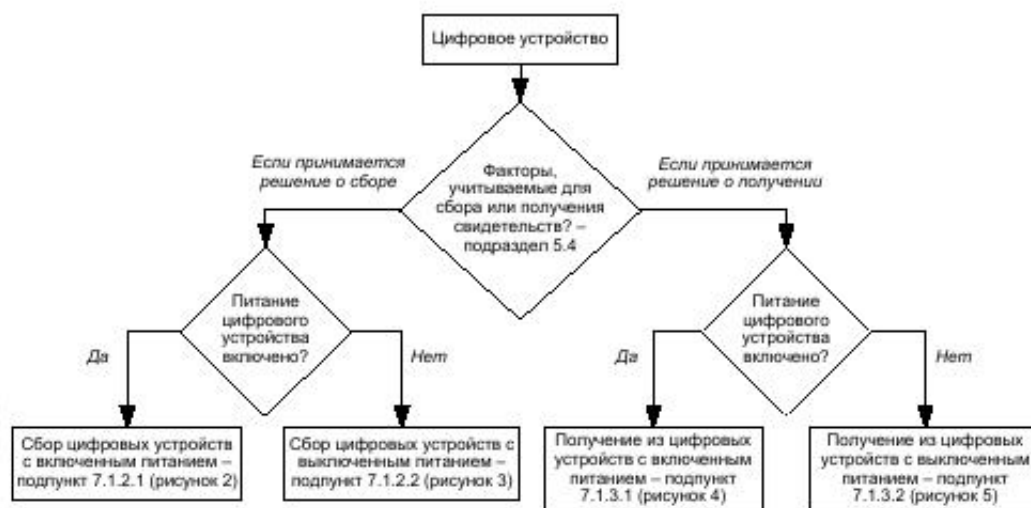 Цифровое устройство
Если принимается
решение о сборе
Факторы,
учитываемые для
сбора или получения
свидетельств? –
подраздел 5.4
Если принимается
решение о получении
Питание
цифрового
устройства
включено?
Да
Нет
Питание
цифрового
устройства
включено?
Да
Нет
Сбор цифровых устройств
с включенным питанием –
подпункт 7.1.2.1 (рисунок 2)
Сбор цифровых устройств с
выключенным питанием –
подпункт 7.1.2.2 (рисунок 3)
Получение из цифровых
устройств с включенным
питанием – подпункт
7.1.3.1 (рисунок 4)
Получение из цифровых
устройств с выключенным
питанием – подпункт
7.1.3.2 (рисунок 5)